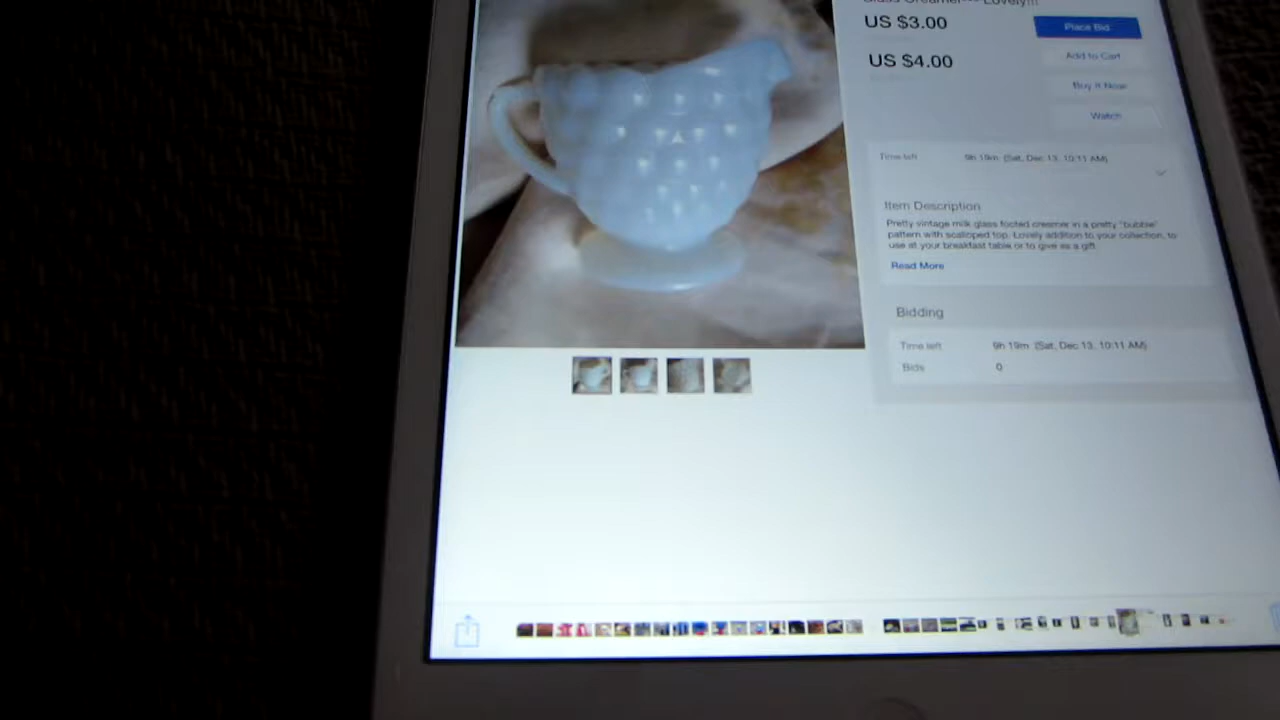 Glass Creamer--- Lovely!!!
US $3.00
Place Bid
US $4.00
Add to Cart
Buy It Now
Watch
Time left 9h 19m (Sat, Dec 13, 10:11 AM)
Item Description
Pretty vintage milk glass footed creamer in a pretty "bubble"
pattern with scalloped top. Lovely addition to your collection, to
use at your breakfast table or to give as a gift.
Read More
Bidding
Time left 9h 19m (Sat, Dec 13, 10:11 AM)
Bids 0